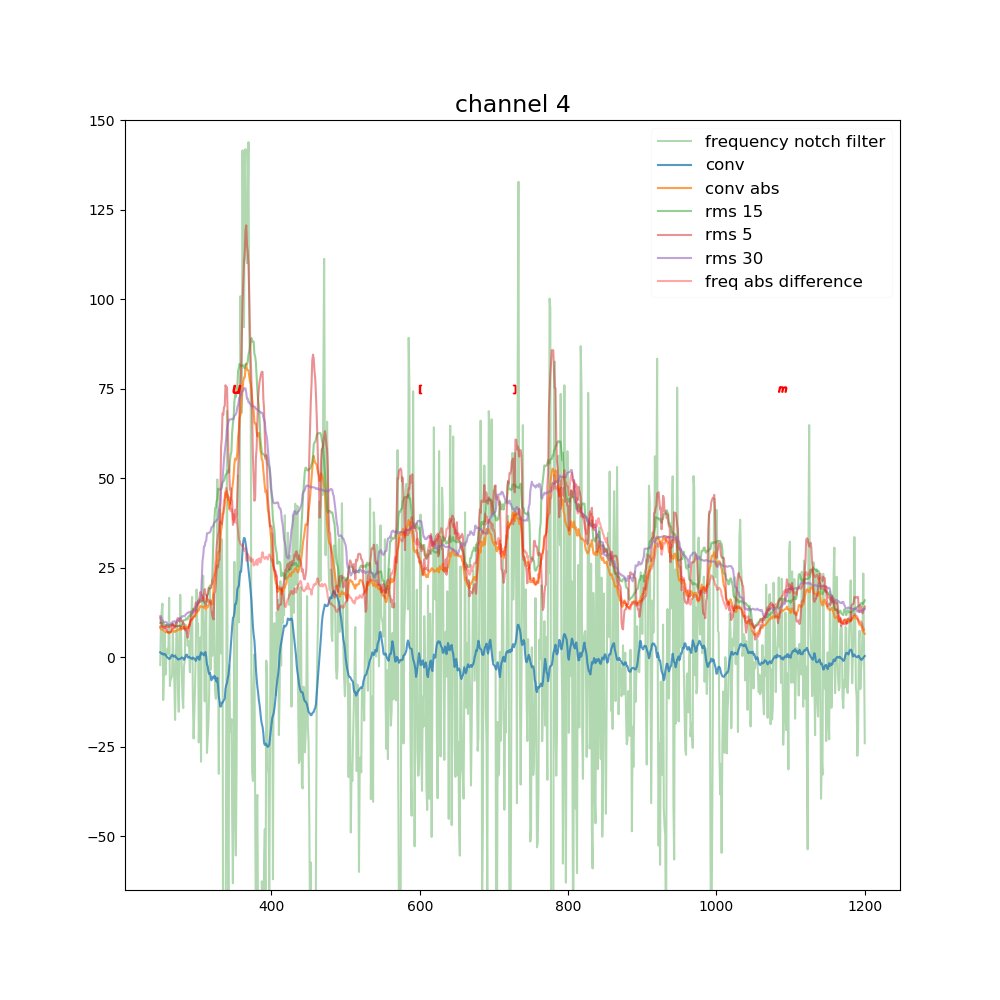 channel 4
150
125
100
75
50
25
0
−25
−50
400 600 800 1000 1200
frequency notch filter
conv
conv abs
rms 15
rms 5
rms 30
freq abs difference
u [ ] m